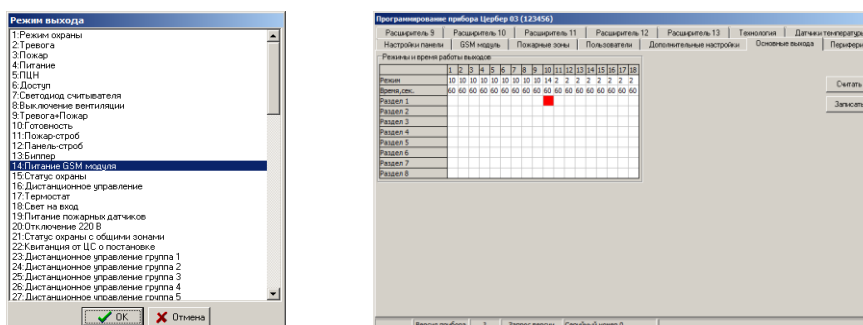 Режим выхода
1:Режим охраны
2:Тревога
3:Пожар
4:Питание
5:ПЦН
6:Доступ
7:Светодиод считывателя
8:Выключение вентиляции
9:Тревога+Пожар
10:Готовность
11:Пожар-строб
12:Панель-строб
13:Биппер
14:Питание GSM модуля
15:Статус охраны
16:Дистанционное управление
17:Термостат
18:Свет на вход
19:Питание пожарных датчиков
20:Отключение 220 В
21:Статус охраны с общими зонами
22:Квитанция от ЦС о постановке
23:Дистанционное управление группа 1
24:Дистанционное управление группа 2
25:Дистанционное управление группа 3
26:Дистанционное управление группа 4
27:Дистанционное управление группа 5
OK Отмена
Программирование прибора Цербер 03 (123456)
Расширитель 9 Расширитель 10 Расширитель 11 Расширитель 12 Расширитель 13 Технология Датчики температуры
Настройки панели GSM модуль Пожарные зоны Пользователи Дополнительные настройки Основные выхода Перифери
Режимы и время работы выходов
1 2 3 4 5 6 7 8 9 10 11 12 13 14 15 16 17 18
Режим 10 10 10 10 10 10 10 10 10 14 2 2 2 2 2 2 2 2
Время,сек. 60 60 60 60 60 60 60 60 60 60 60 60 60 60 60 60 60 60
Раздел 1
Раздел 2
Раздел 3
Раздел 4
Раздел 5
Раздел 6
Раздел 7
Раздел 8
Считать
Записать
Версия прибора ? Запрос версии Серийный номер 0